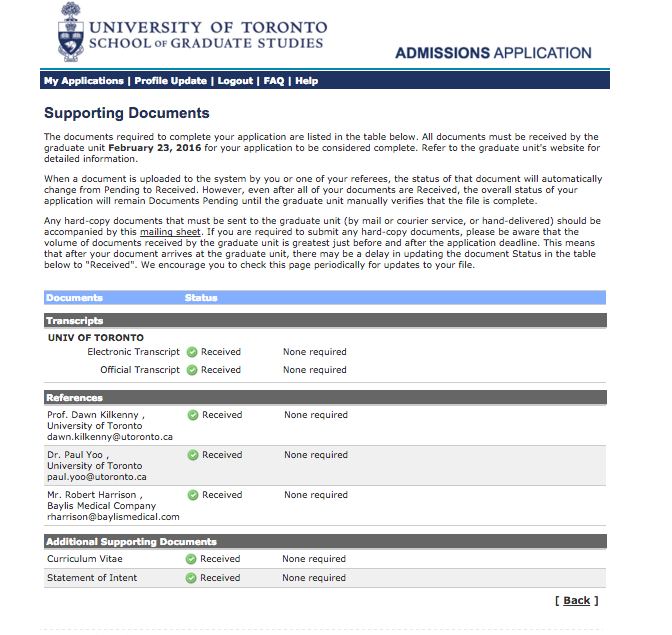 UNIVERSITY OF TORONTO
SCHOOL OF GRADUATE STUDIES
ADMISSIONS APPLICATION
My Applications | Profile Update | Logout | FAQ | Help
Supporting Documents
The documents required to complete your application are listed in the table below. All documents must be received by the
graduate unit February 23, 2016 for your application to be considered complete. Refer to the graduate unit's website for
detailed information.
When a document is uploaded to the system by you or one of your referees, the status of that document will automatically
change from Pending to Received. However, even after all of your documents are Received, the overall status of your
application will remain Documents Pending until the graduate unit manually verifies that the file is complete.
Any hard-copy documents that must be sent to the graduate unit (by mail or courier service, or hand-delivered) should be
accompanied by this mailing sheet. If you are required to submit any hard-copy documents, please be aware that the
volume of documents received by the graduate unit is greatest just before and after the application deadline. This means
that after your document arrives at the graduate unit, there may be a delay in updating the document Status in the table
below to "Received". We encourage you to check this page periodically for updates to your file.
Documents Status
Transcripts
UNIV OF TORONTO
Electronic Transcript Received None required
Official Transcript Received None required
References
Prof. Dawn Kilkenny , Received None required
University of Toronto
dawn.kilkenny@utoronto.ca
Dr. Paul Yoo , Received None required
University of Toronto
paul.yoo@utoronto.ca
Mr. Robert Harrison , Received None required
Baylis Medical Company
rharrison@baylismedical.com
Additional Supporting Documents
Curriculum Vitae Received None required
Statement of Intent Received None required
[ Back ]